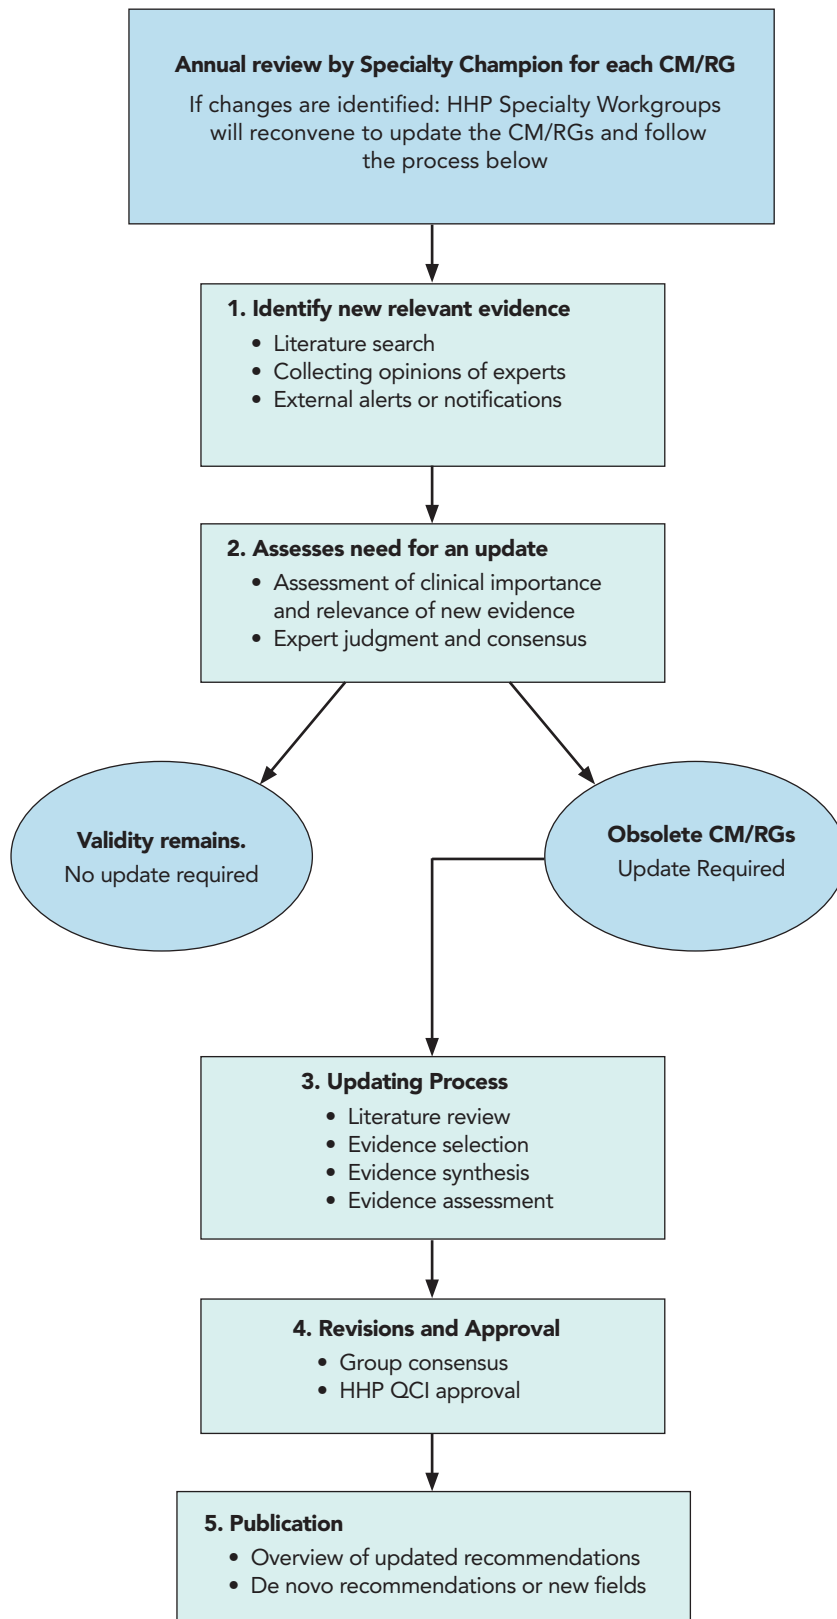 Annual review by Specialty Champion for each CM/RG
If changes are identified: HHP Specialty Workgroups
will reconvene to update the CM/RGs and follow
the process below
1. Identify new relevant evidence
• Literature search
• Collecting opinions of experts
• External alerts or notifications
2. Assesses need for an update
• Assessment of clinical importance
and relevance of new evidence
• Expert judgment and consensus
Validity remains.
No update required
Obsolete CM/RGs
Update Required
3. Updating Process
• Literature review
• Evidence selection
• Evidence synthesis
• Evidence assessment
4. Revisions and Approval
• Group consensus
• HHP QCI approval
5. Publication
• Overview of updated recommendations
• De novo recommendations or new fields